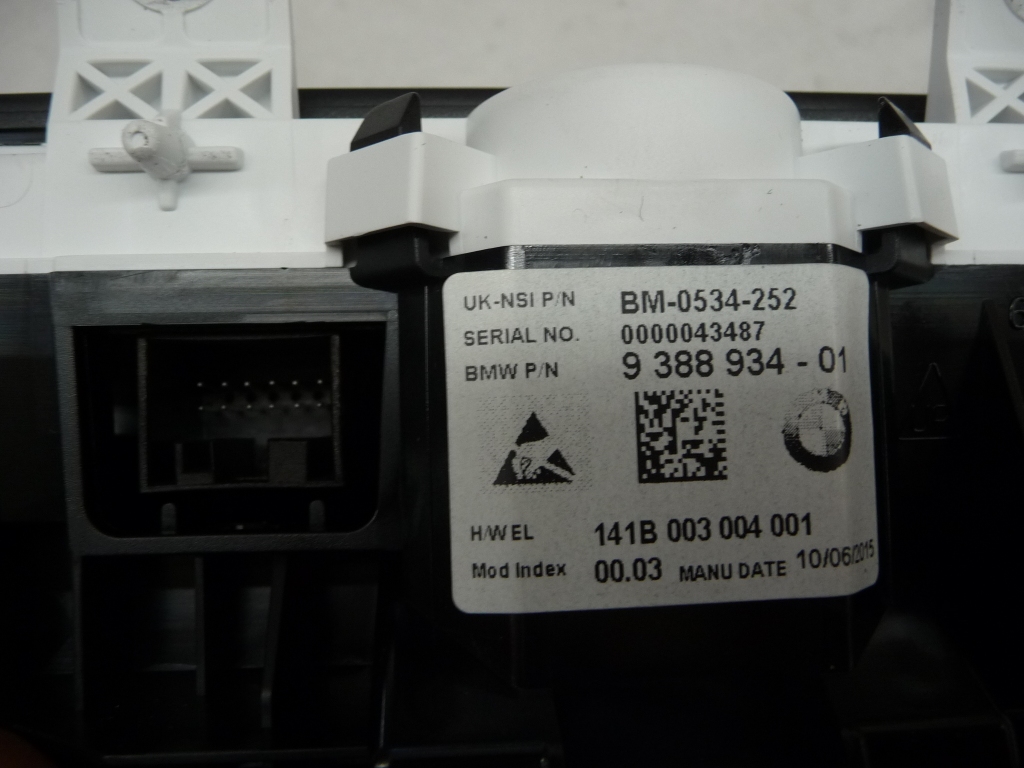 UK-NSI P/N BM-0534-252
SERIAL NO. 0000043487
BMW P/N 9 388 934 - 01
H/W EL 141B 003 004 001
Mod Index 00.03 MANU DATE 10/06/2015